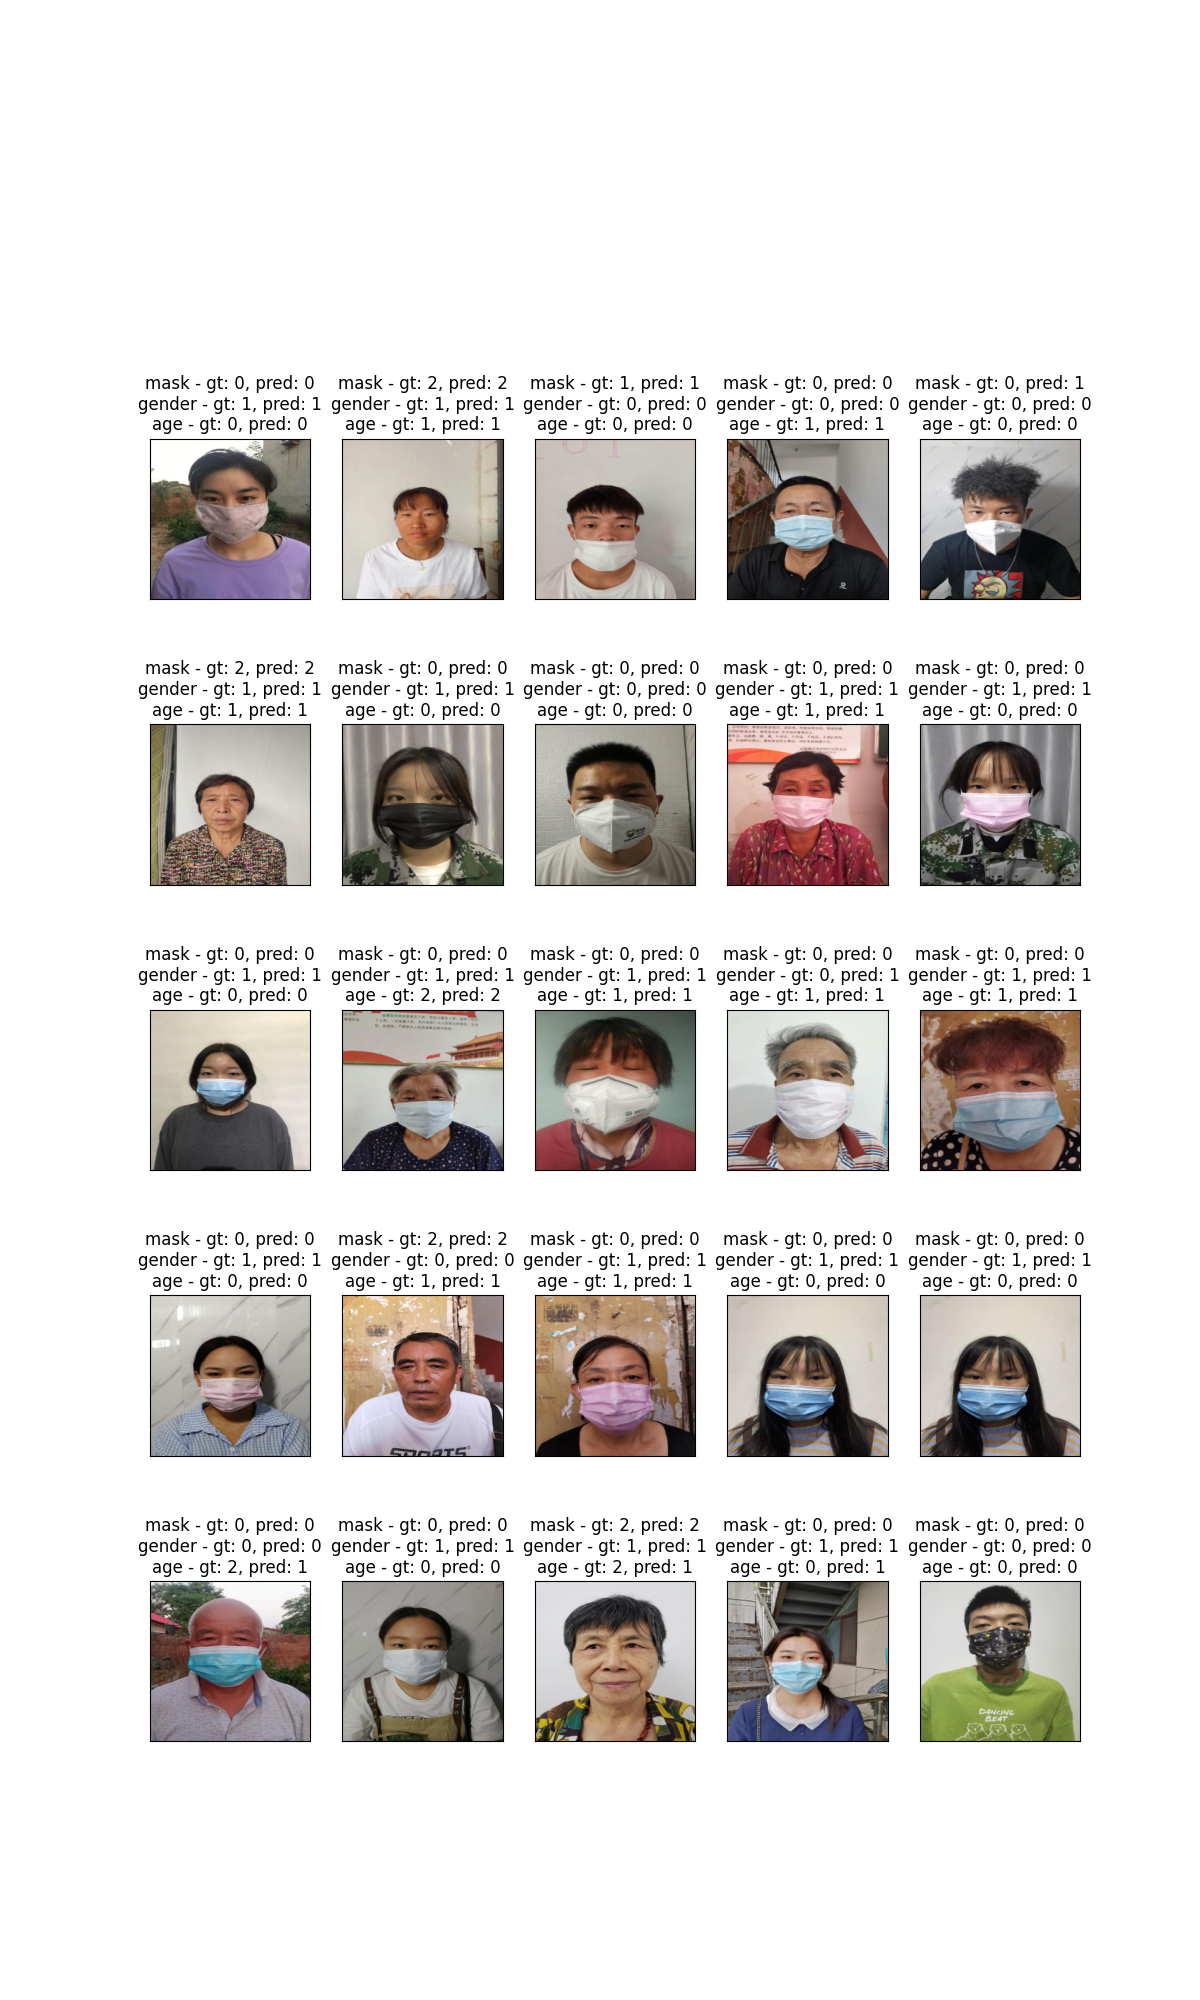 mask - gt: 0, pred: 0
gender - gt: 1, pred: 1
age - gt: 0, pred: 0
mask - gt: 2, pred: 2
gender - gt: 1, pred: 1
age - gt: 1, pred: 1
mask - gt: 1, pred: 1
gender - gt: 0, pred: 0
age - gt: 0, pred: 0
mask - gt: 0, pred: 0
gender - gt: 0, pred: 0
age - gt: 1, pred: 1
mask - gt: 0, pred: 1
gender - gt: 0, pred: 0
age - gt: 0, pred: 0
mask - gt: 2, pred: 2
gender - gt: 1, pred: 1
age - gt: 1, pred: 1
mask - gt: 0, pred: 0
gender - gt: 1, pred: 1
age - gt: 0, pred: 0
mask - gt: 0, pred: 0
gender - gt: 0, pred: 0
age - gt: 0, pred: 0
mask - gt: 0, pred: 0
gender - gt: 1, pred: 1
age - gt: 1, pred: 1
mask - gt: 0, pred: 0
gender - gt: 1, pred: 1
age - gt: 0, pred: 0
mask - gt: 0, pred: 0
gender - gt: 1, pred: 1
age - gt: 0, pred: 0
mask - gt: 0, pred: 0
gender - gt: 1, pred: 1
age - gt: 2, pred: 2
mask - gt: 0, pred: 0
gender - gt: 1, pred: 1
age - gt: 1, pred: 1
mask - gt: 0, pred: 0
gender - gt: 0, pred: 1
age - gt: 1, pred: 1
mask - gt: 0, pred: 0
gender - gt: 1, pred: 1
age - gt: 1, pred: 1
mask - gt: 0, pred: 0
gender - gt: 1, pred: 1
age - gt: 0, pred: 0
mask - gt: 2, pred: 2
gender - gt: 0, pred: 0
age - gt: 1, pred: 1
SPORTS
mask - gt: 0, pred: 0
gender - gt: 1, pred: 1
age - gt: 1, pred: 1
mask - gt: 0, pred: 0
gender - gt: 1, pred: 1
age - gt: 0, pred: 0
mask - gt: 0, pred: 0
gender - gt: 1, pred: 1
age - gt: 0, pred: 0
mask - gt: 0, pred: 0
gender - gt: 0, pred: 0
age - gt: 2, pred: 1
mask - gt: 0, pred: 0
gender - gt: 1, pred: 1
age - gt: 0, pred: 0
mask - gt: 2, pred: 2
gender - gt: 1, pred: 1
age - gt: 2, pred: 1
mask - gt: 0, pred: 0
gender - gt: 1, pred: 1
age - gt: 0, pred: 1
mask - gt: 0, pred: 0
gender - gt: 0, pred: 0
age - gt: 0, pred: 0
DANCING
BEAT